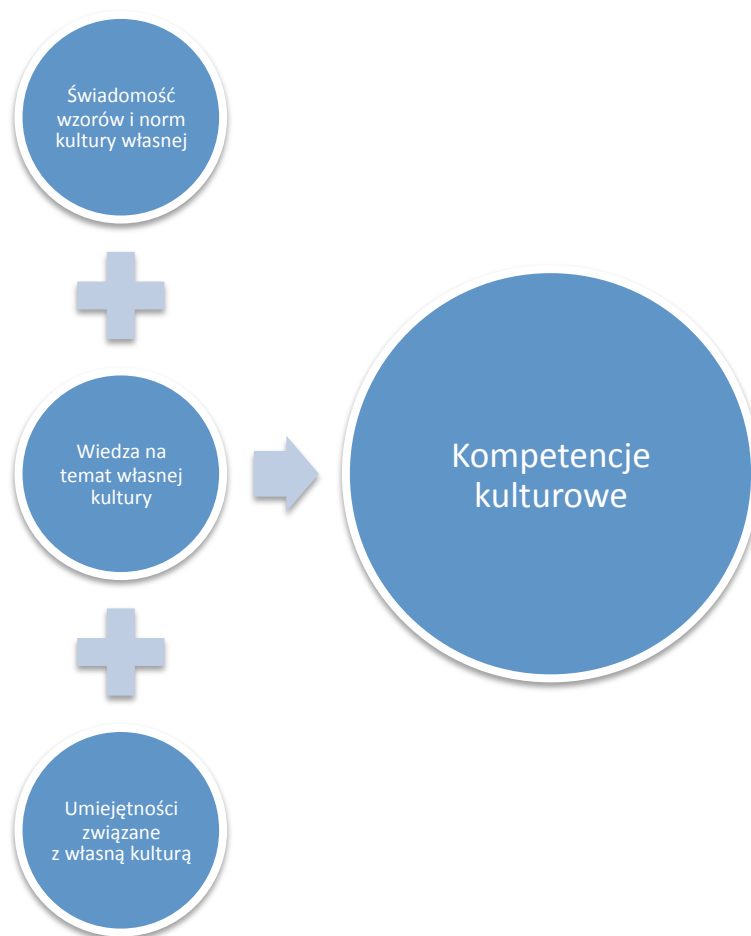 Świadomość
wzorów i norm
kultury własnej
Wiedza na
temat własnej
kultury
Kompetencje
kulturowe
Umiejętności
związane
z własną kulturą